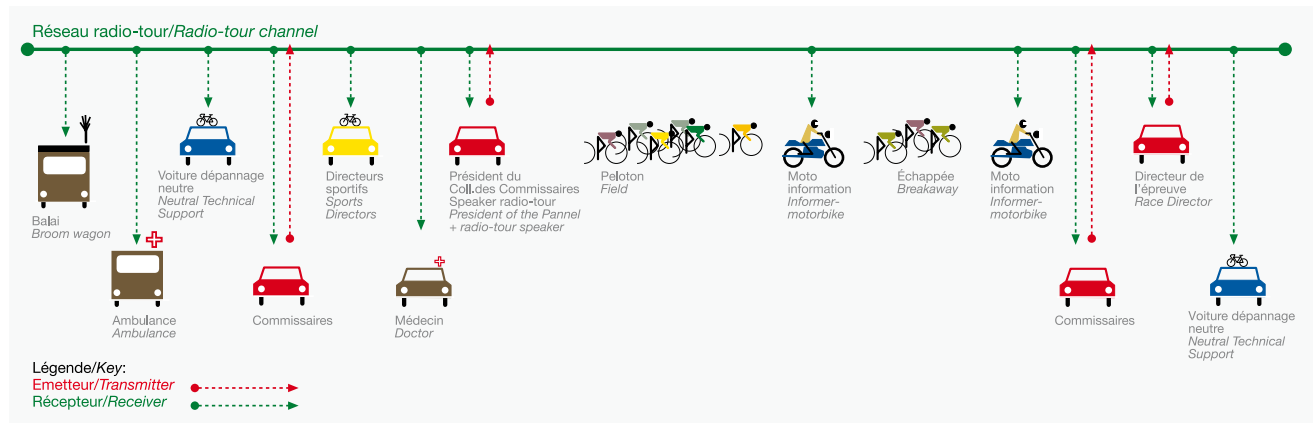 Réseau radio-tour/Radio-tour channel
Balai
Broom wagon
Ambulance
Ambulance
Voiture dépannage
neutre
Neutral Technical
Support
Commissaires
Directeurs
sportifs
Sports
Directors
Médecin
Doctor
Président du
Coll.des Commissaires
Speaker radio-tour
President of the Pannel
+ radio-tour speaker
Peloton
Field
Moto
information
Informer-
motorbike
Échappée
Breakaway
Moto
information
Informer-
motorbike
Commissaires
Directeur de
l'épreuve
Race Director
Voiture dépannage
neutre
Neutral Technical
Support
Légende/Key:
Emetteur/Transmitter
Récepteur/Receiver